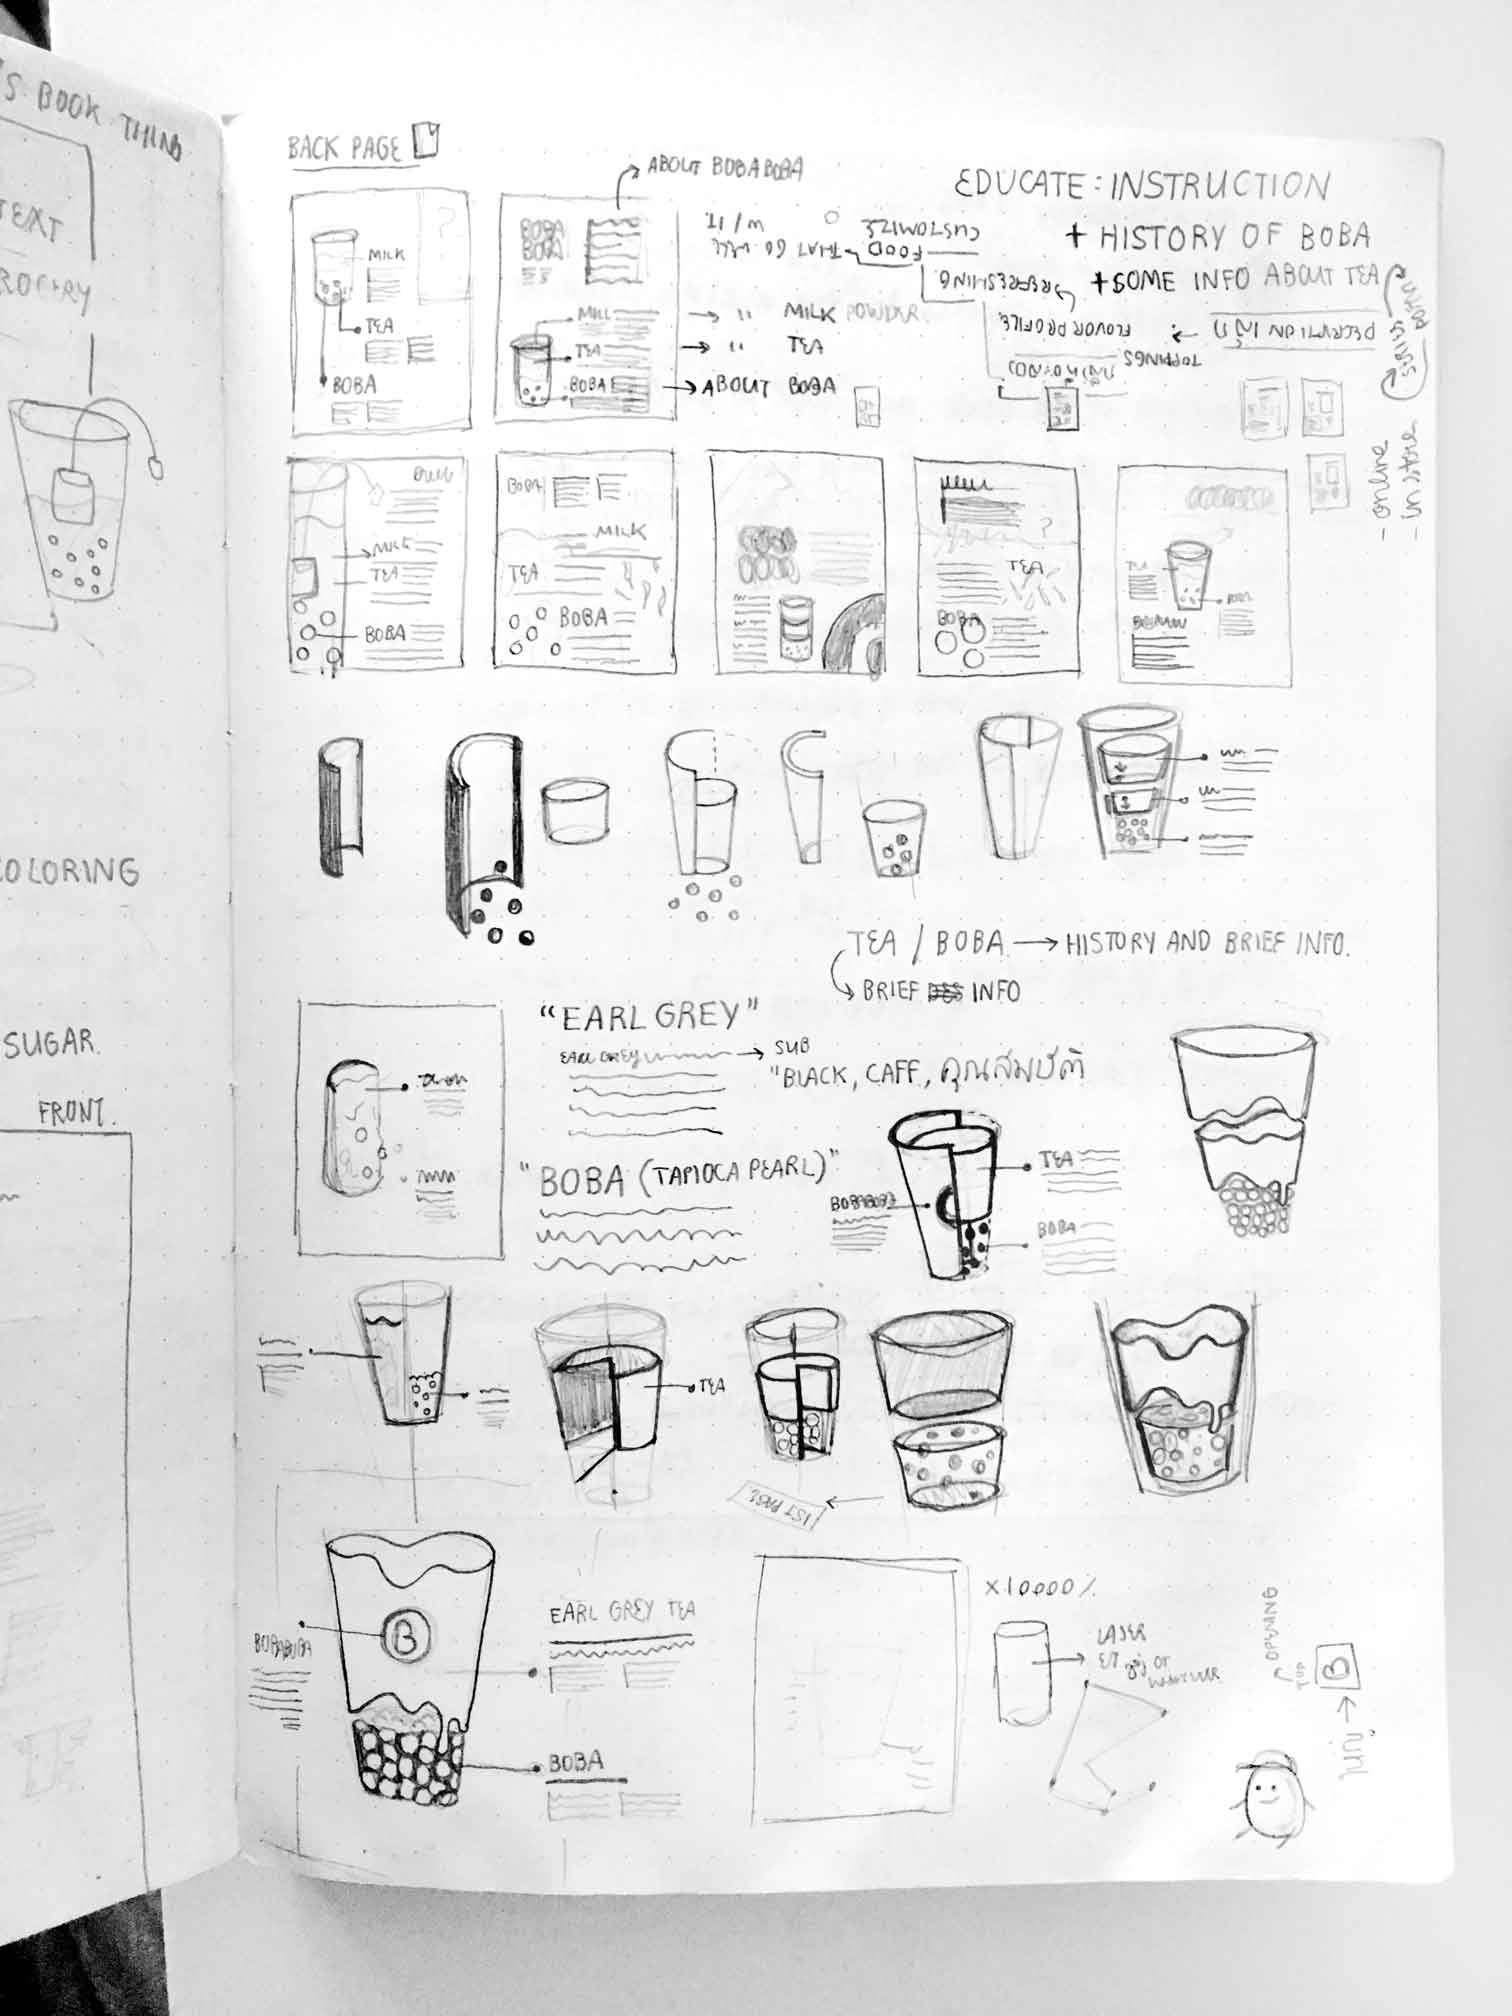 'S BOOK THING
TEXT
ROCERY
COLORING
SUGAR.
FRONT.
BACK PAGE
ABOUT BOBABOBA
EDUCATE: INSTRUCTION
+ HISTORY OF BOBA
+ SOME INFO ABOUT TEA
CUSTOMIZE
FOOD THAT GO WELL
W/ IT.
REFRESHING
FLOVOR PROFILE.
TOPPINGS
- online
- in store
MILK
TEA
BOBA
BOBA
BOBA
MILK
TEA
BOBA
" MILK POWDER.
" TEA
ABOUT BOBA
MILK
TEA
BOBA
BOBA
MILK
TEA
BOBA
TEA
BOBA
TEA / BOBA → HISTORY AND BRIEF INFO.
BRIEF INFO
"EARL GREY"
EARL GREY
SUB
"BLACK, CAFF, คุณสมบัติ
"BOBA (TAPIOCA PEARL)"
BOBABOBA
TEA
BOBA
TEA
1ST PAGE
B
BOBABOBA
EARL GREY TEA
BOBA
X10000%
LASER
OPENING
TOP
B